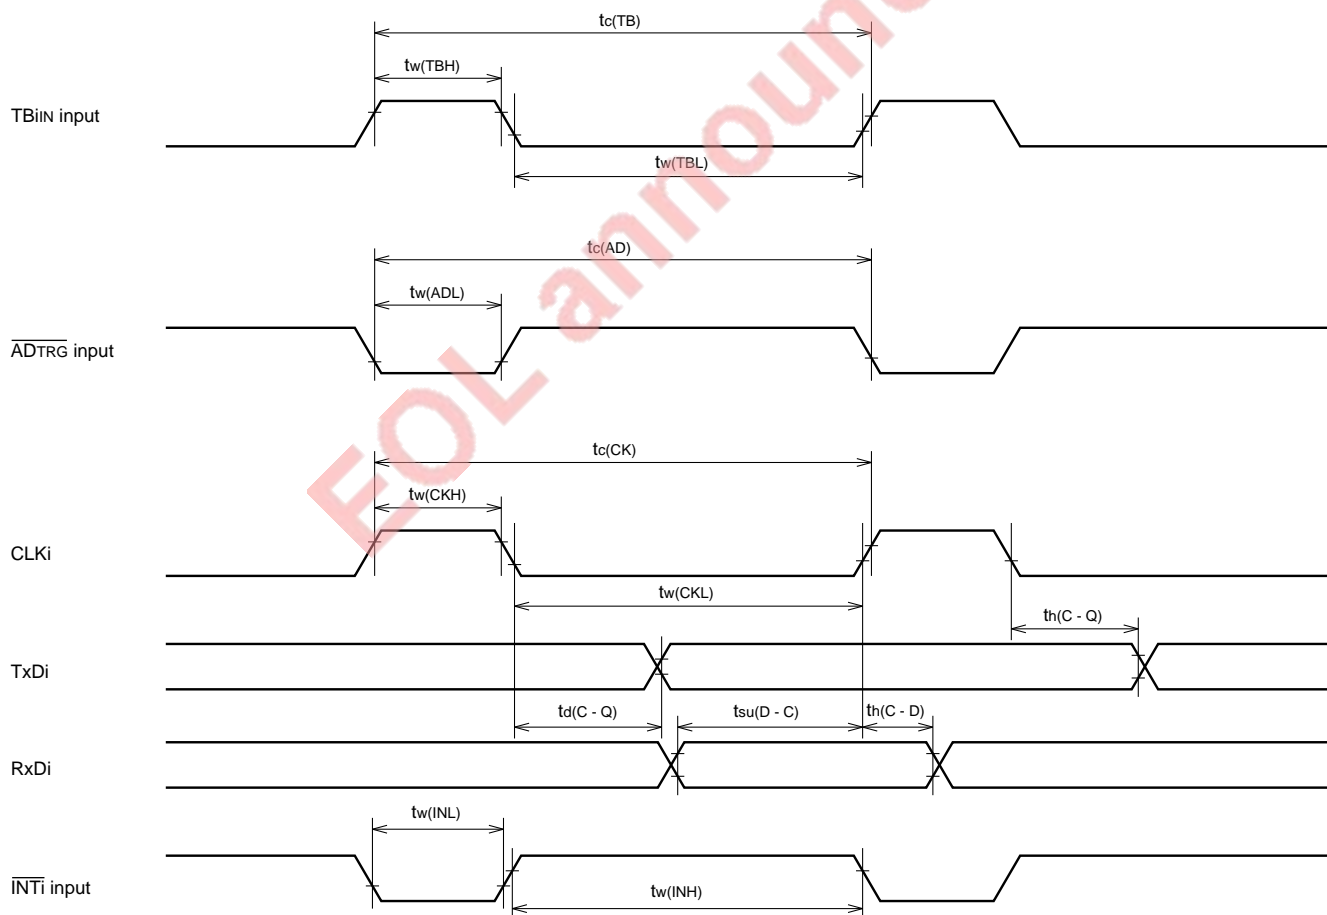 tc(TB)
tw(TBH)
TBiIN input
tw(TBL)
tc(AD)
tw(ADL)
ADTRG input
tc(CK)
tw(CKH)
CLKi
tw(CKL)
th(C - Q)
TxDi
td(C - Q)
tsu(D - C)
th(C - D)
RxDi
tw(INL)
INTi input
tw(INH)
EOL announ